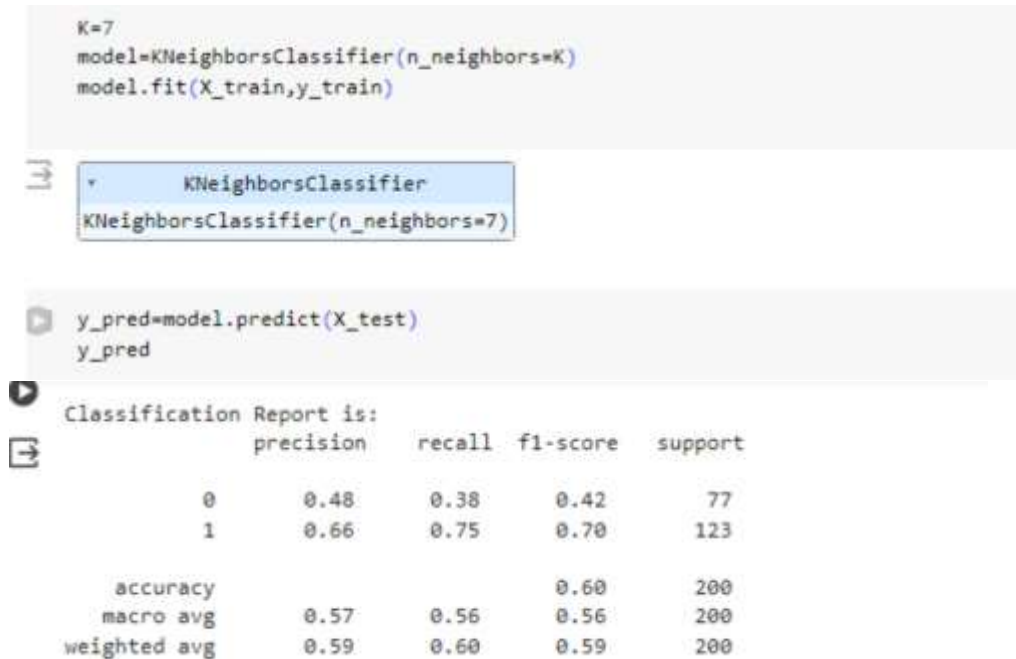 K=7
model=KNeighborsClassifier(n_neighbors=K)
model.fit(X_train,y_train)
KNeighborsClassifier
KNeighborsClassifier(n_neighbors=7)
y_pred=model.predict(X_test)
y_pred
Classification Report is:
precision recall f1-score support
0 0.48 0.38 0.42 77
1 0.66 0.75 0.70 123
accuracy 0.60 200
macro avg 0.57 0.56 0.56 200
weighted avg 0.59 0.60 0.59 200